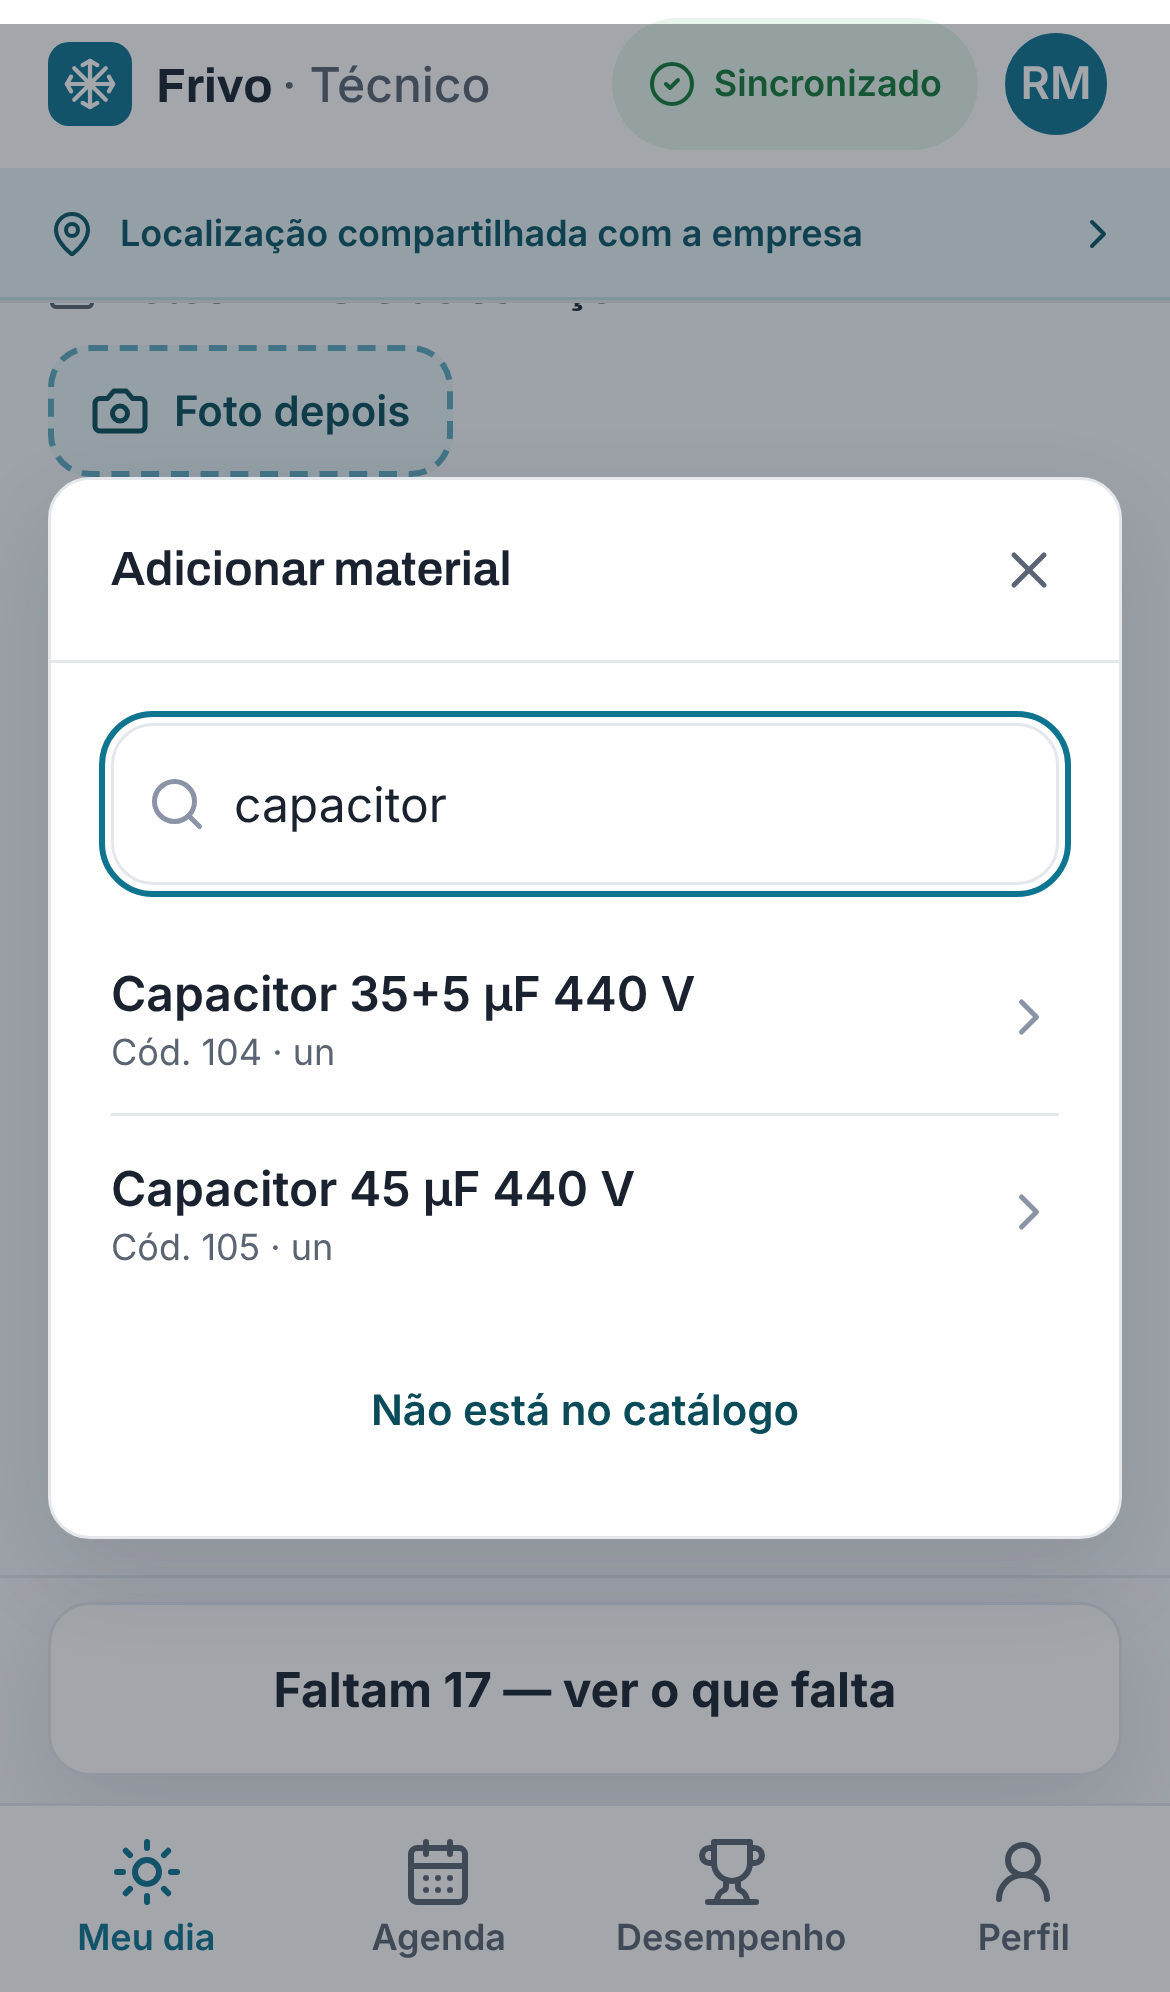 Frivo · Técnico
Sincronizado
RM
Localização compartilhada com a empresa
Foto depois
Adicionar material
capacitor
Capacitor 35+5 µF 440 V
Cód. 104 · un
Capacitor 45 µF 440 V
Cód. 105 · un
Não está no catálogo
Faltam 17 — ver o que falta
Meu dia
Agenda
Desempenho
Perfil